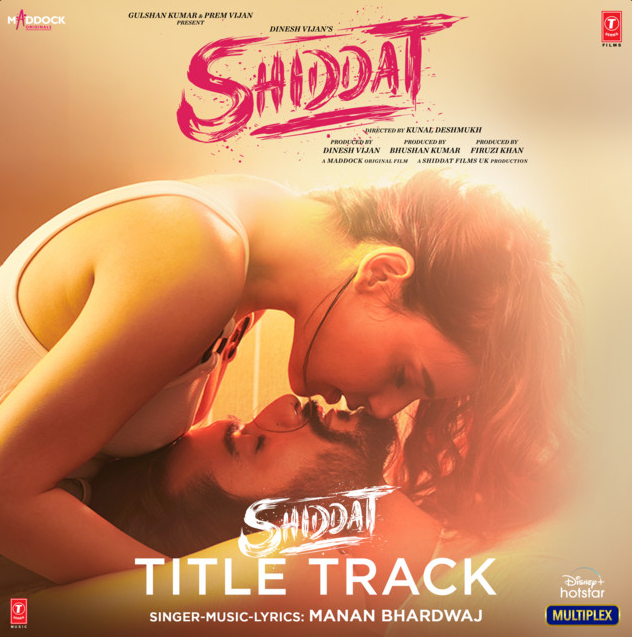 MADDOCK
ORIGINALS
GULSHAN KUMAR & PREM VIJAN
PRESENT
DINESH VIJAN'S
SHIDDAT
T
T-SERIES
FILMS
DIRECTED BY KUNAL DESHMUKH
PRODUCED BY PRODUCED BY PRODUCED BY
DINESH VIJAN BHUSHAN KUMAR FIRUZI KHAN
A MADDOCK ORIGINAL FILM A SHIDDAT FILMS UK PRODUCTION
SHIDDAT
TITLE TRACK
SINGER-MUSIC-LYRICS: MANAN BHARDWAJ
T
T-SERIES
MUSIC
Disney+
hotstar
MULTIPLEX